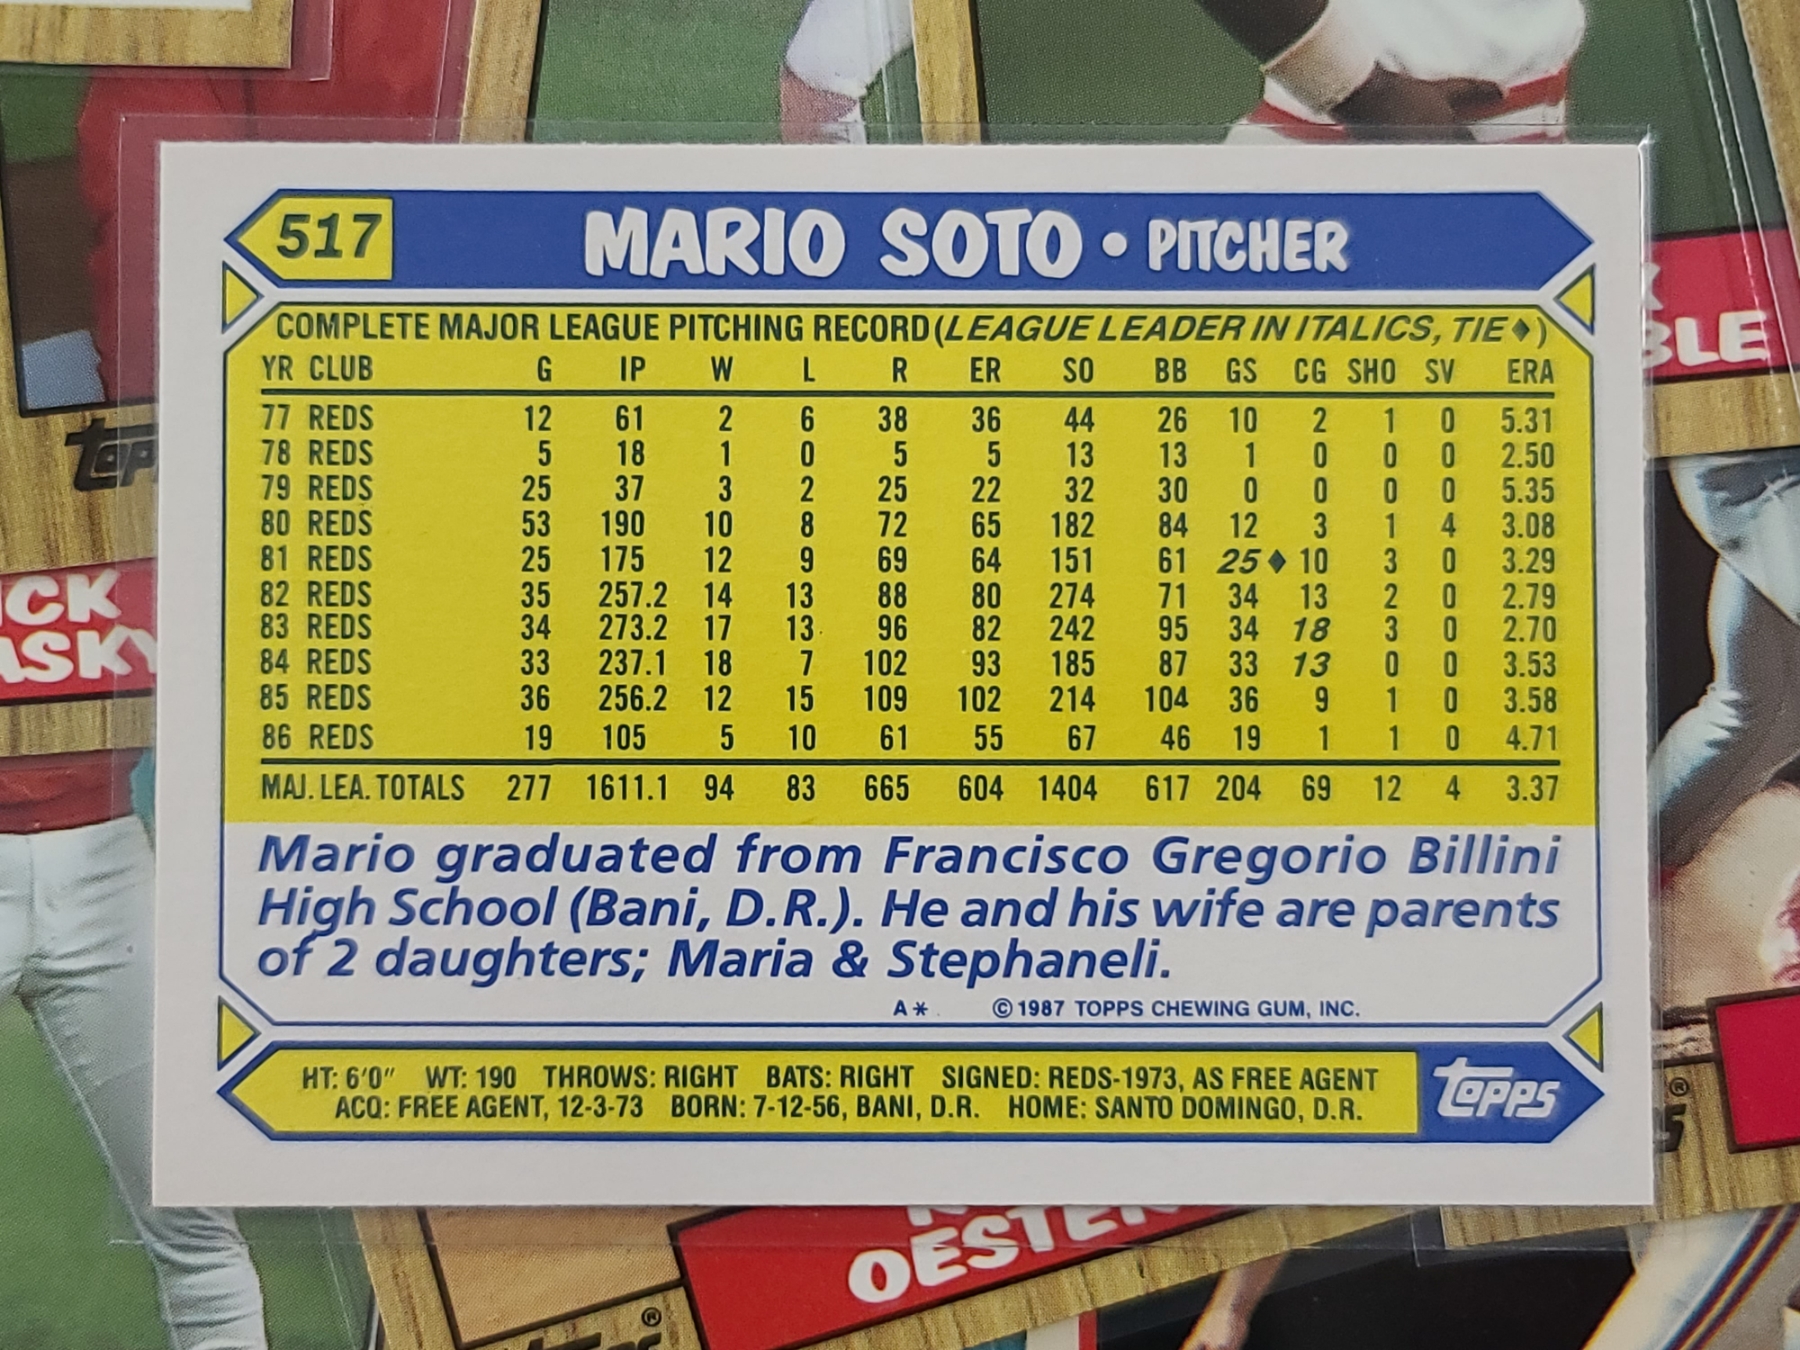 517 MARIO SOTO • PITCHER
COMPLETE MAJOR LEAGUE PITCHING RECORD (LEAGUE LEADER IN ITALICS, TIE♦)
YR CLUB G IP W L R ER SO BB GS CG SHO SV ERA
77 REDS 12 61 2 6 38 36 44 26 10 2 1 0 5.31
78 REDS 5 18 1 0 5 5 13 13 1 0 0 0 2.50
79 REDS 25 37 3 2 25 22 32 30 0 0 0 0 5.35
80 REDS 53 190 10 8 72 65 182 84 12 3 1 4 3.08
81 REDS 25 175 12 9 69 64 151 61 25♦ 10 3 0 3.29
82 REDS 35 257.2 14 13 88 80 274 71 34 13 2 0 2.79
83 REDS 34 273.2 17 13 96 82 242 95 34 18 3 0 2.70
84 REDS 33 237.1 18 7 102 93 185 87 33 13 0 0 3.53
85 REDS 36 256.2 12 15 109 102 214 104 36 9 1 0 3.58
86 REDS 19 105 5 10 61 55 67 46 19 1 1 0 4.71
MAJ. LEA. TOTALS 277 1611.1 94 83 665 604 1404 617 204 69 12 4 3.37
Mario graduated from Francisco Gregorio Billini
High School (Bani, D.R.). He and his wife are parents
of 2 daughters; Maria & Stephaneli.
A* © 1987 TOPPS CHEWING GUM, INC.
HT: 6'0" WT: 190 THROWS: RIGHT BATS: RIGHT SIGNED: REDS-1973, AS FREE AGENT
ACQ: FREE AGENT, 12-3-73 BORN: 7-12-56, BANI, D.R. HOME: SANTO DOMINGO, D.R.
topps